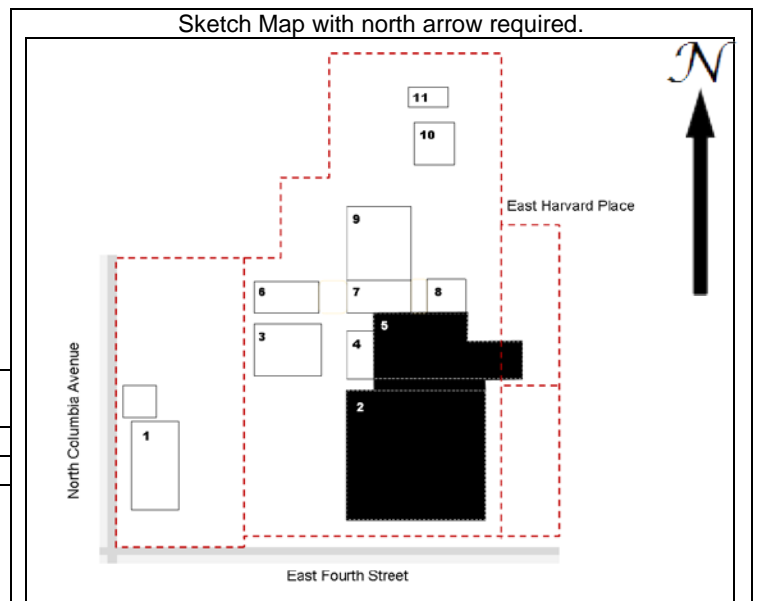 Sketch Map with north arrow required.
N
11
10
East Harvard Place
9
6
7
8
5
3
4
2
1
North Columbia Avenue
East Fourth Street